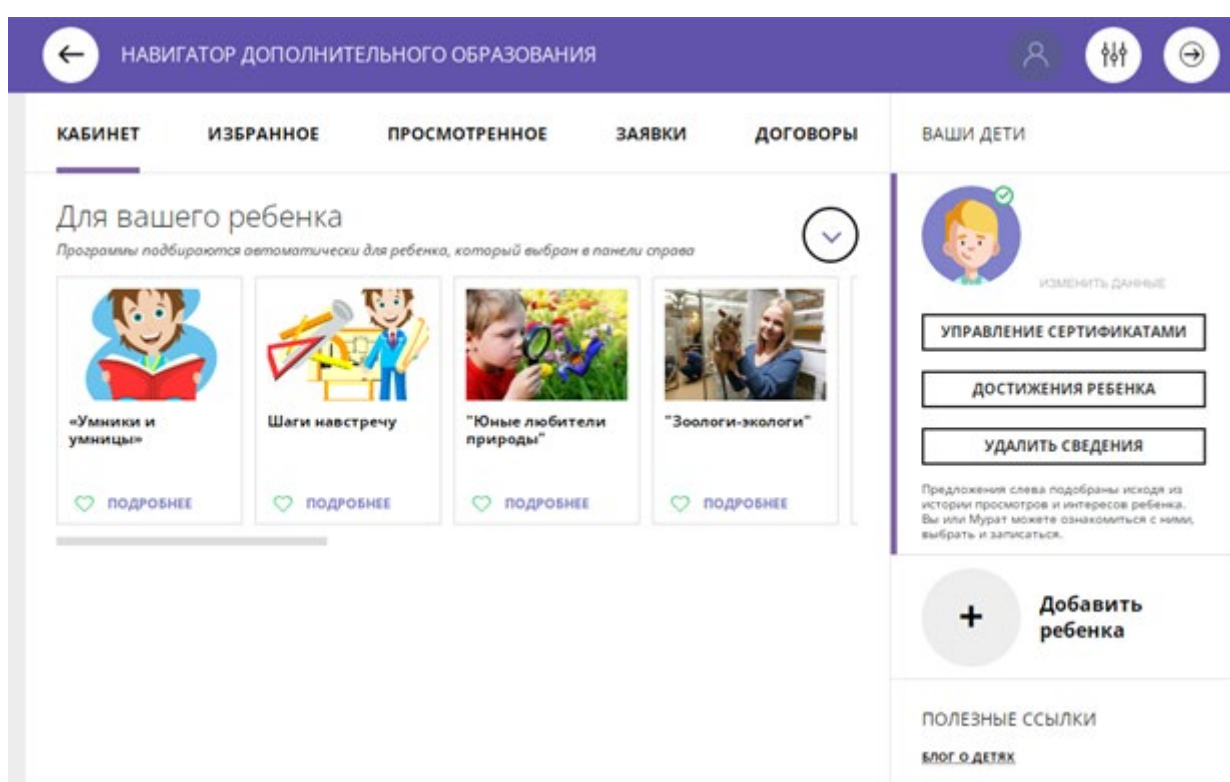 НАВИГАТОР ДОПОЛНИТЕЛЬНОГО ОБРАЗОВАНИЯ
КАБИНЕТ
ИЗБРАННОЕ
ПРОСМОТРЕННОЕ
ЗАЯВКИ
ДОГОВОРЫ
Для вашего ребенка
Программы подбираются автоматически для ребенка, который выбран в панели справа
«Умники и
умницы»
ПОДРОБНЕЕ
Шаги навстречу
ПОДРОБНЕЕ
"Юные любители
природы"
ПОДРОБНЕЕ
"Зоологи-экологи"
ПОДРОБНЕЕ
ВАШИ ДЕТИ
ИЗМЕНИТЬ ДАННЫЕ
УПРАВЛЕНИЕ СЕРТИФИКАТАМИ
ДОСТИЖЕНИЯ РЕБЕНКА
УДАЛИТЬ СВЕДЕНИЯ
Предложения слева подобраны исходя из
истории просмотров и интересов ребенка.
Вы или Мурат можете ознакомиться с ними,
выбрать и записаться.
Добавить
ребенка
ПОЛЕЗНЫЕ ССЫЛКИ
БЛОГ О ДЕТЯХ